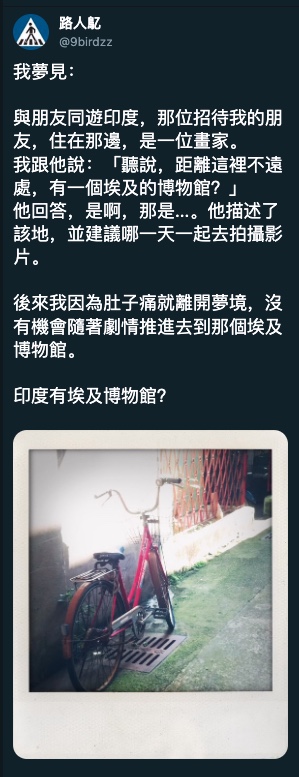 路人甂
@9birdzz
我夢見：
與朋友同遊印度，那位招待我的朋
友，住在那邊，是一位畫家。
我跟他說：「聽說，距離這裡不遠
處，有一個埃及的博物館？」
他回答，是啊，那是...。他描述了
該地，並建議哪一天一起去拍攝影
片。
後來我因為肚子痛就離開夢境，沒
有機會隨著劇情推進去到那個埃及
博物館。
印度有埃及博物館？